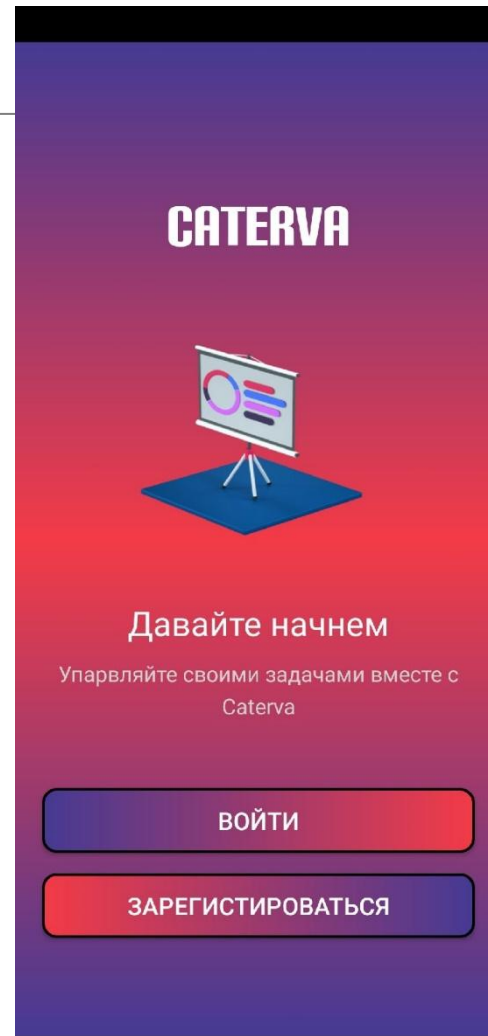 CATERVA
Давайте начнем
Упарвляйте своими задачами вместе с
Caterva
ВОЙТИ
ЗАРЕГИСТИРОВАТЬСЯ